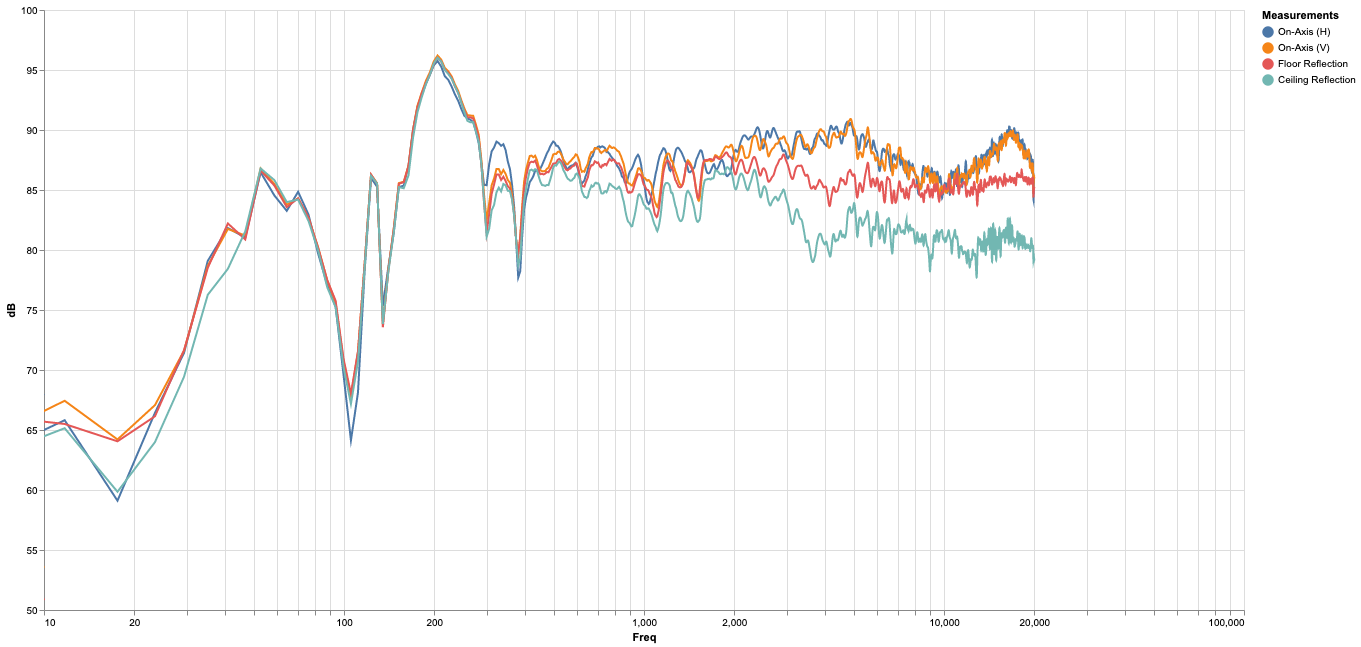 100
95
90
85
80
75
70
65
60
55
50
dB
10
20
100
200
1,000
2,000
10,000
20,000
100,000
Freq
Measurements
On-Axis (H)
On-Axis (V)
Floor Reflection
Ceiling Reflection